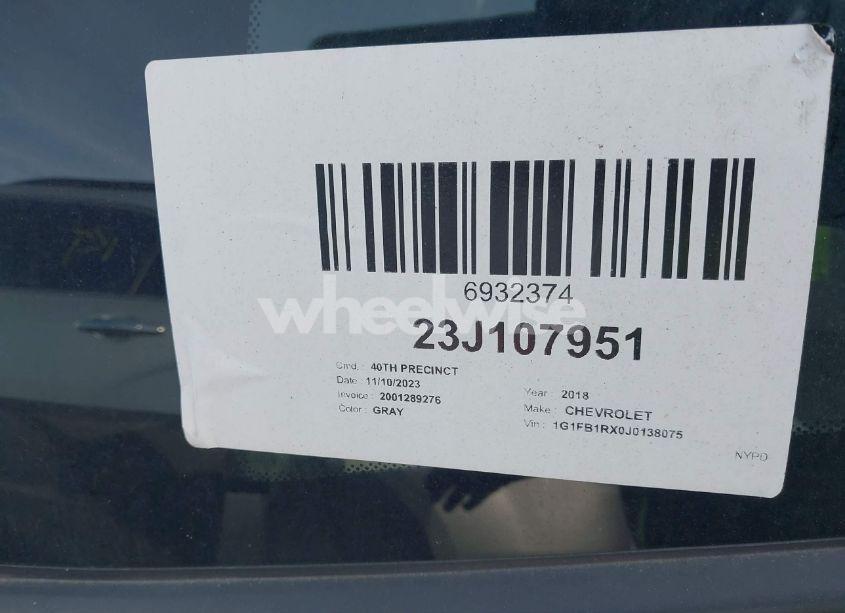 6932374
wheelwise
23J107951
Cmd. : 40TH PRECINCT
Date : 11/10/2023
Invoice : 2001289276
Color : GRAY
Year : 2018
Make : CHEVROLET
Vin : 1G1FB1RX0J0138075
NYPD